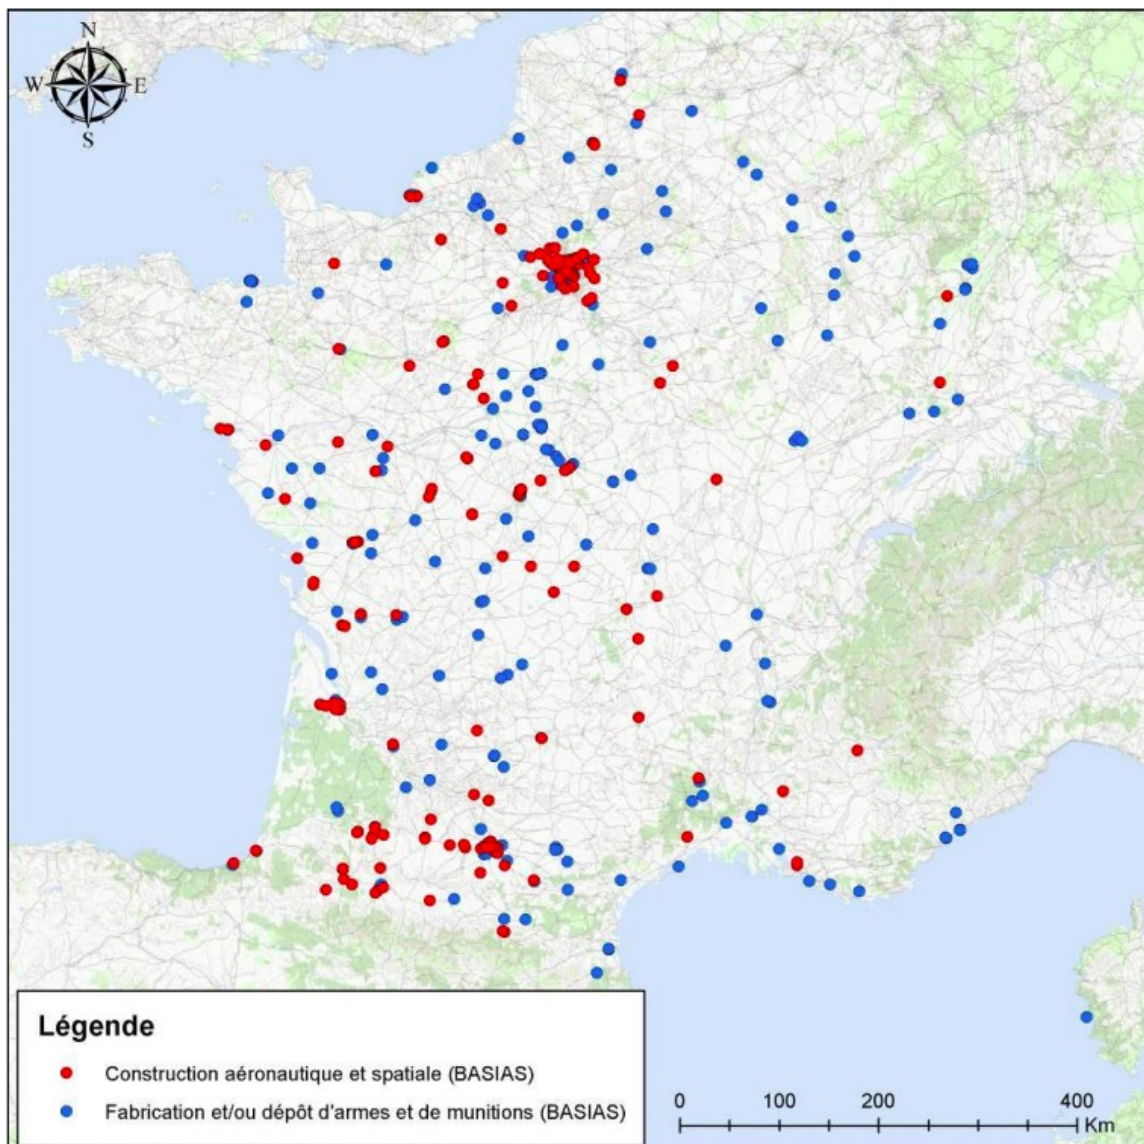 N
W E
S
Légende
Construction aéronautique et spatiale (BASIAS)
Fabrication et/ou dépôt d'armes et de munitions (BASIAS)
0 100 200 400
Km